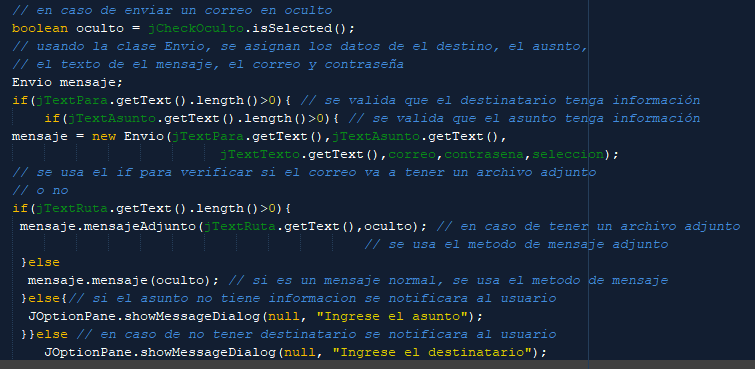 // en caso de enviar un correo en oculto
boolean oculto = jCheckOculto.isSelected();
// usando la clase Envio, se asignan los datos de el destino, el ausnto,
// el texto de el mensaje, el correo y contraseña
Envio mensaje;
if(jTextPara.getText().length()>0){ // se valida que el destinatario tenga información
if(jTextAsunto.getText().length()>0){ // se valida que el asunto tenga información
mensaje = new Envio(jTextPara.getText(),jTextAsunto.getText(),
jTextTexto.getText(),correo,contrasena,seleccion);
// se usa el if para verificar si el correo va a tener un archivo adjunto
// o no
if(jTextRuta.getText().length()>0){
mensaje.mensajeAdjunto(jTextRuta.getText(),oculto); // en caso de tener un archivo adjunto
// se usa el metodo de mensaje adjunto
}else
mensaje.mensaje(oculto); // si es un mensaje normal, se usa el metodo de mensaje
}else{// si el asunto no tiene informacion se notificara al usuario
JOptionPane.showMessageDialog(null, "Ingrese el asunto");
}}else // en caso de no tener destinatario se notificara al usuario
JOptionPane.showMessageDialog(null, "Ingrese el destinatario");